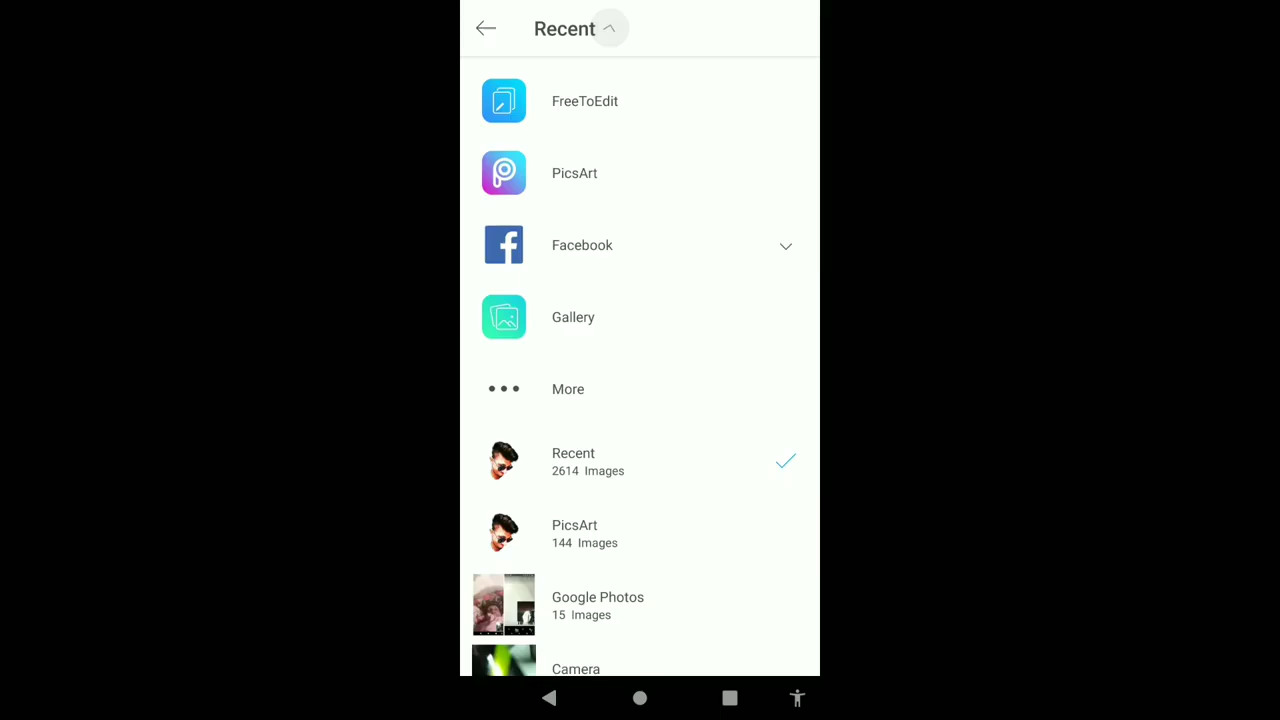 Recent
FreeToEdit
PicsArt
Facebook
Gallery
More
Recent
2614 Images
PicsArt
144 Images
Google Photos
15 Images
Camera